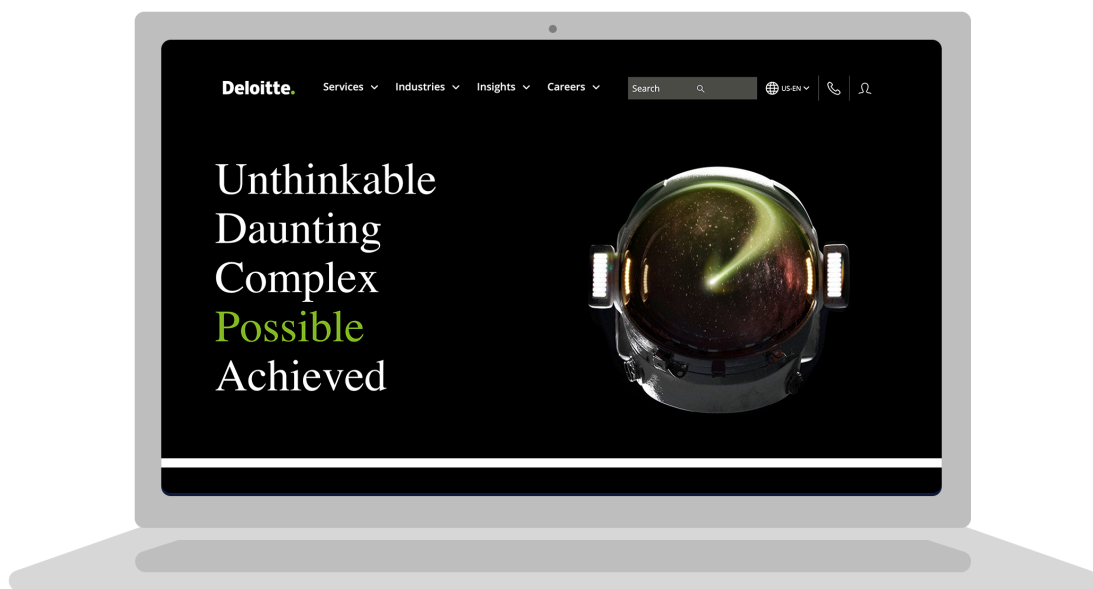 Deloitte. Services Industries Insights Careers Search US-EN
Unthinkable
Daunting
Complex
Possible
Achieved